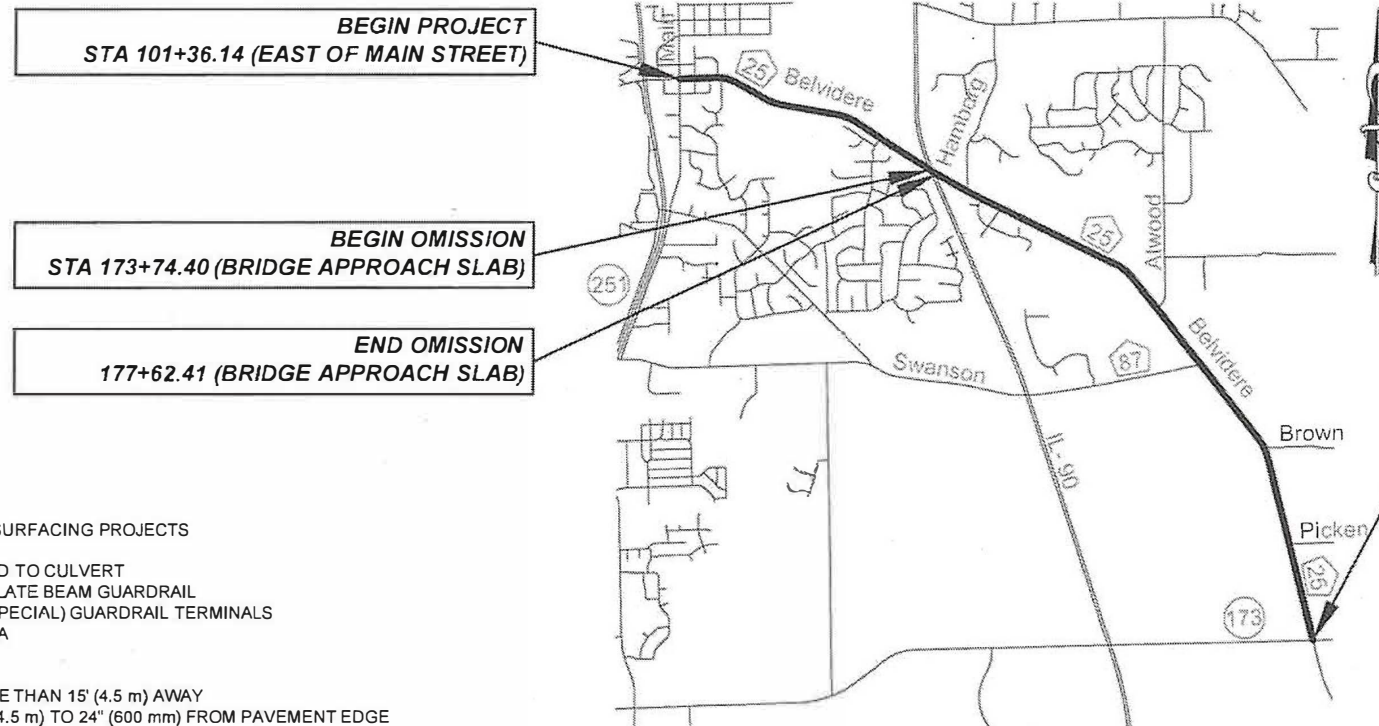 BEGIN PROJECT
STA 101+36.14 (EAST OF MAIN STREET)
BEGIN OMISSION
STA 173+74.40 (BRIDGE APPROACH SLAB)
END OMISSION
177+62.41 (BRIDGE APPROACH SLAB)
Main
25
Belvidere
Hamburg
25
Atwood
251
Belvidere
87
Swanson
Brown
IL - 90
Picken
25
173
SURFACING PROJECTS
D TO CULVERT
LATE BEAM GUARDRAIL
PECIAL) GUARDRAIL TERMINALS
A
E THAN 15' (4.5 m) AWAY
4.5 m) TO 24" (600 mm) FROM PAVEMENT EDGE